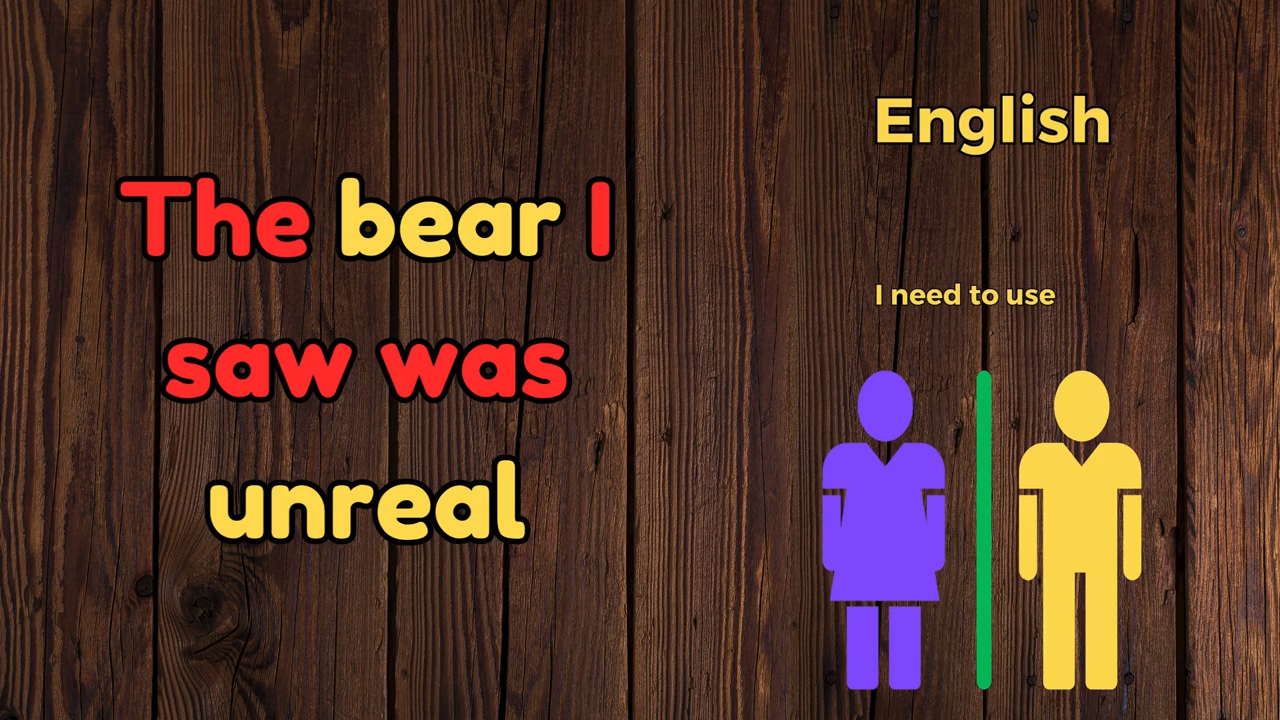 The bear I
saw was
unreal
English
I need to use